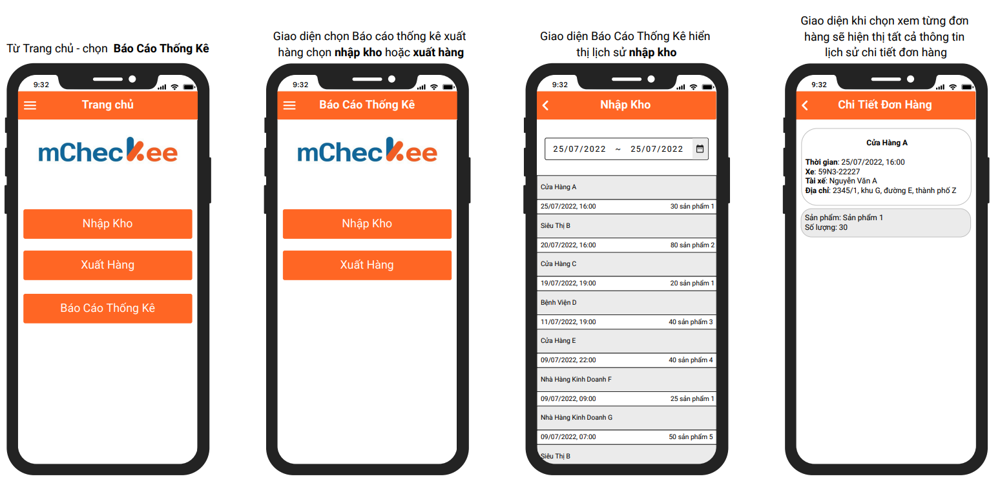 Từ Trang chủ - chọn Báo Cáo Thống Kê
9:32
Trang chủ
mCheckee
Nhập Kho
Xuất Hàng
Báo Cáo Thống Kê
Giao diện chọn Báo cáo thống kê xuất
hàng chọn nhập kho hoặc xuất hàng
9:32
Báo Cáo Thống Kê
mCheckee
Nhập Kho
Xuất Hàng
Giao diện Báo Cáo Thống Kê hiển
thị lịch sử nhập kho
9:32
Nhập Kho
25/07/2022 ~ 25/07/2022
Cửa Hàng A
25/07/2022, 16:00 30 sản phẩm 1
Siêu Thị B
20/07/2022, 16:00 80 sản phẩm 2
Cửa Hàng C
19/07/2022, 19:00 20 sản phẩm 1
Bệnh Viện D
11/07/2022, 19:00 40 sản phẩm 3
Cửa Hàng E
09/07/2022, 22:00 40 sản phẩm 4
Nhà Hàng Kinh Doanh F
09/07/2022, 09:00 25 sản phẩm 1
Nhà Hàng Kinh Doanh G
09/07/2022, 07:00 50 sản phẩm 5
Siêu Thị B
Giao diện khi chọn xem từng đơn
hàng sẽ hiện thị tất cả thông tin
lịch sử chi tiết đơn hàng
9:32
Chi Tiết Đơn Hàng
Cửa Hàng A
Thời gian: 25/07/2022, 16:00
Xe: 59N3-22227
Tài xế: Nguyễn Văn A
Địa chỉ: 2345/1, khu G, đường E, thành phố Z
Sản phẩm: Sản phẩm 1
Số lượng: 30